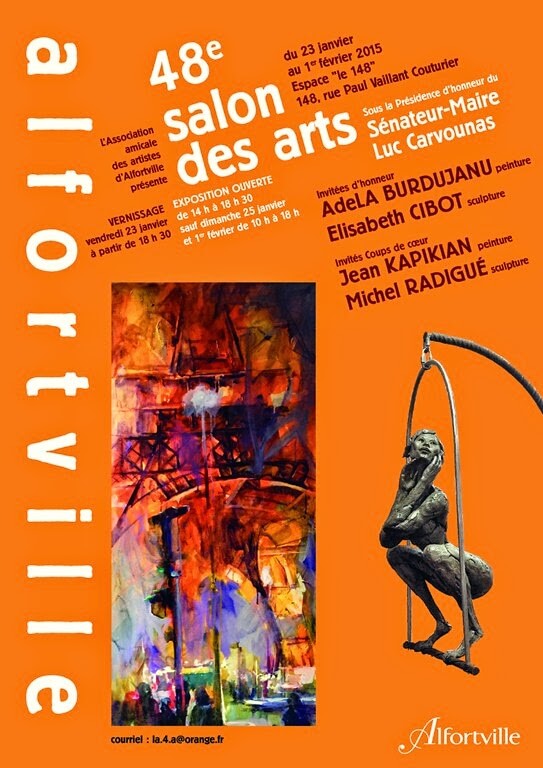 alfortville
48e
salon
des arts
du 23 janvier
au 1er février 2015
Espace "le 148"
148, rue Paul Vaillant Couturier
L'Association
amicale
des artistes
d'Alfortville
présente
Sous la Présidence d'honneur du
Sénateur-Maire
Luc Carvounas
VERNISSAGE
vendredi 23 janvier
à partir de 18 h 30
EXPOSITION OUVERTE
de 14 h à 18 h 30
sauf dimanche 25 janvier
et 1er février de 10 h à 18 h
Invitées d'honneur
AdeLA BURDUJANU peinture
Elisabeth CIBOT sculpture
Invités Coups de cœur
Jean KAPIKIAN peinture
Michel RADIGUÉ sculpture
courriel : la.4.a@orange.fr
Alfortville